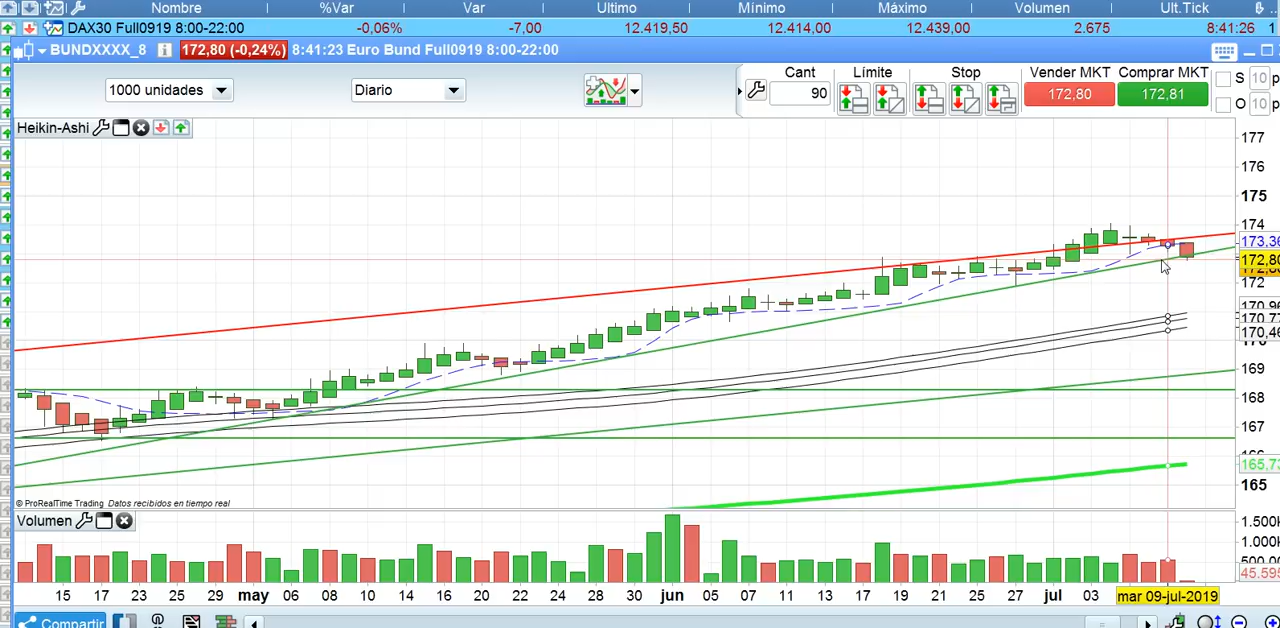 Nombre %Var Var Ultimo Mínimo Máximo Volumen Ult.Tick
DAX30 Full0919 8:00-22:00 -0,06% -7,00 12.419,50 12.414,00 12.439,00 2.675 8:41:26 1
BUNDXXXX_8 172,80 (-0,24%) 8:41:23 Euro Bund Full0919 8:00-22:00
Cant Límite Stop Vender MKT Comprar MKT S 10 p
1000 unidades Diario 90 172,80 172,81 O 10 p
Heikin-Ashi
177
176
175
174
173,36
172,80
172
170,96
170,46
169
168
167
165,73
165
© ProRealTime Trading Datos recibidos en tiempo real
Volumen
1.500k
1.000k
500.00
45.595
15 17 23 25 29 may 06 08 10 14 16 20 22 24 28 30 jun 05 07 11 13 17 19 21 25 27 jul 03 mar 09-jul-2019
Compartir